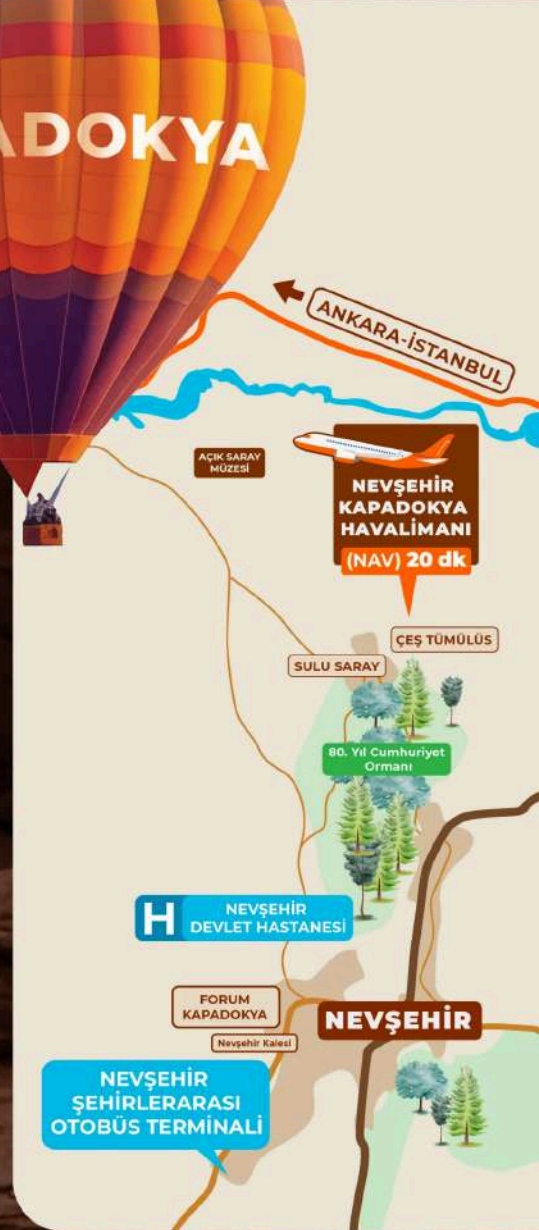 ADOKYA
ANKARA-İSTANBUL
AÇIK SARAY
MÜZESİ
NEVŞEHİR
KAPADOKYA
HAVALİMANI
(NAV) 20 dk
ÇEŞ TÜMÜLÜS
SULU SARAY
80. Yıl Cumhuriyet
Ormanı
H
NEVŞEHİR
DEVLET HASTANESİ
FORUM
KAPADOKYA
NEVŞEHİR
Nevşehir Kalesi
NEVŞEHİR
ŞEHİRLERARASI
OTOBÜS TERMİNALİ